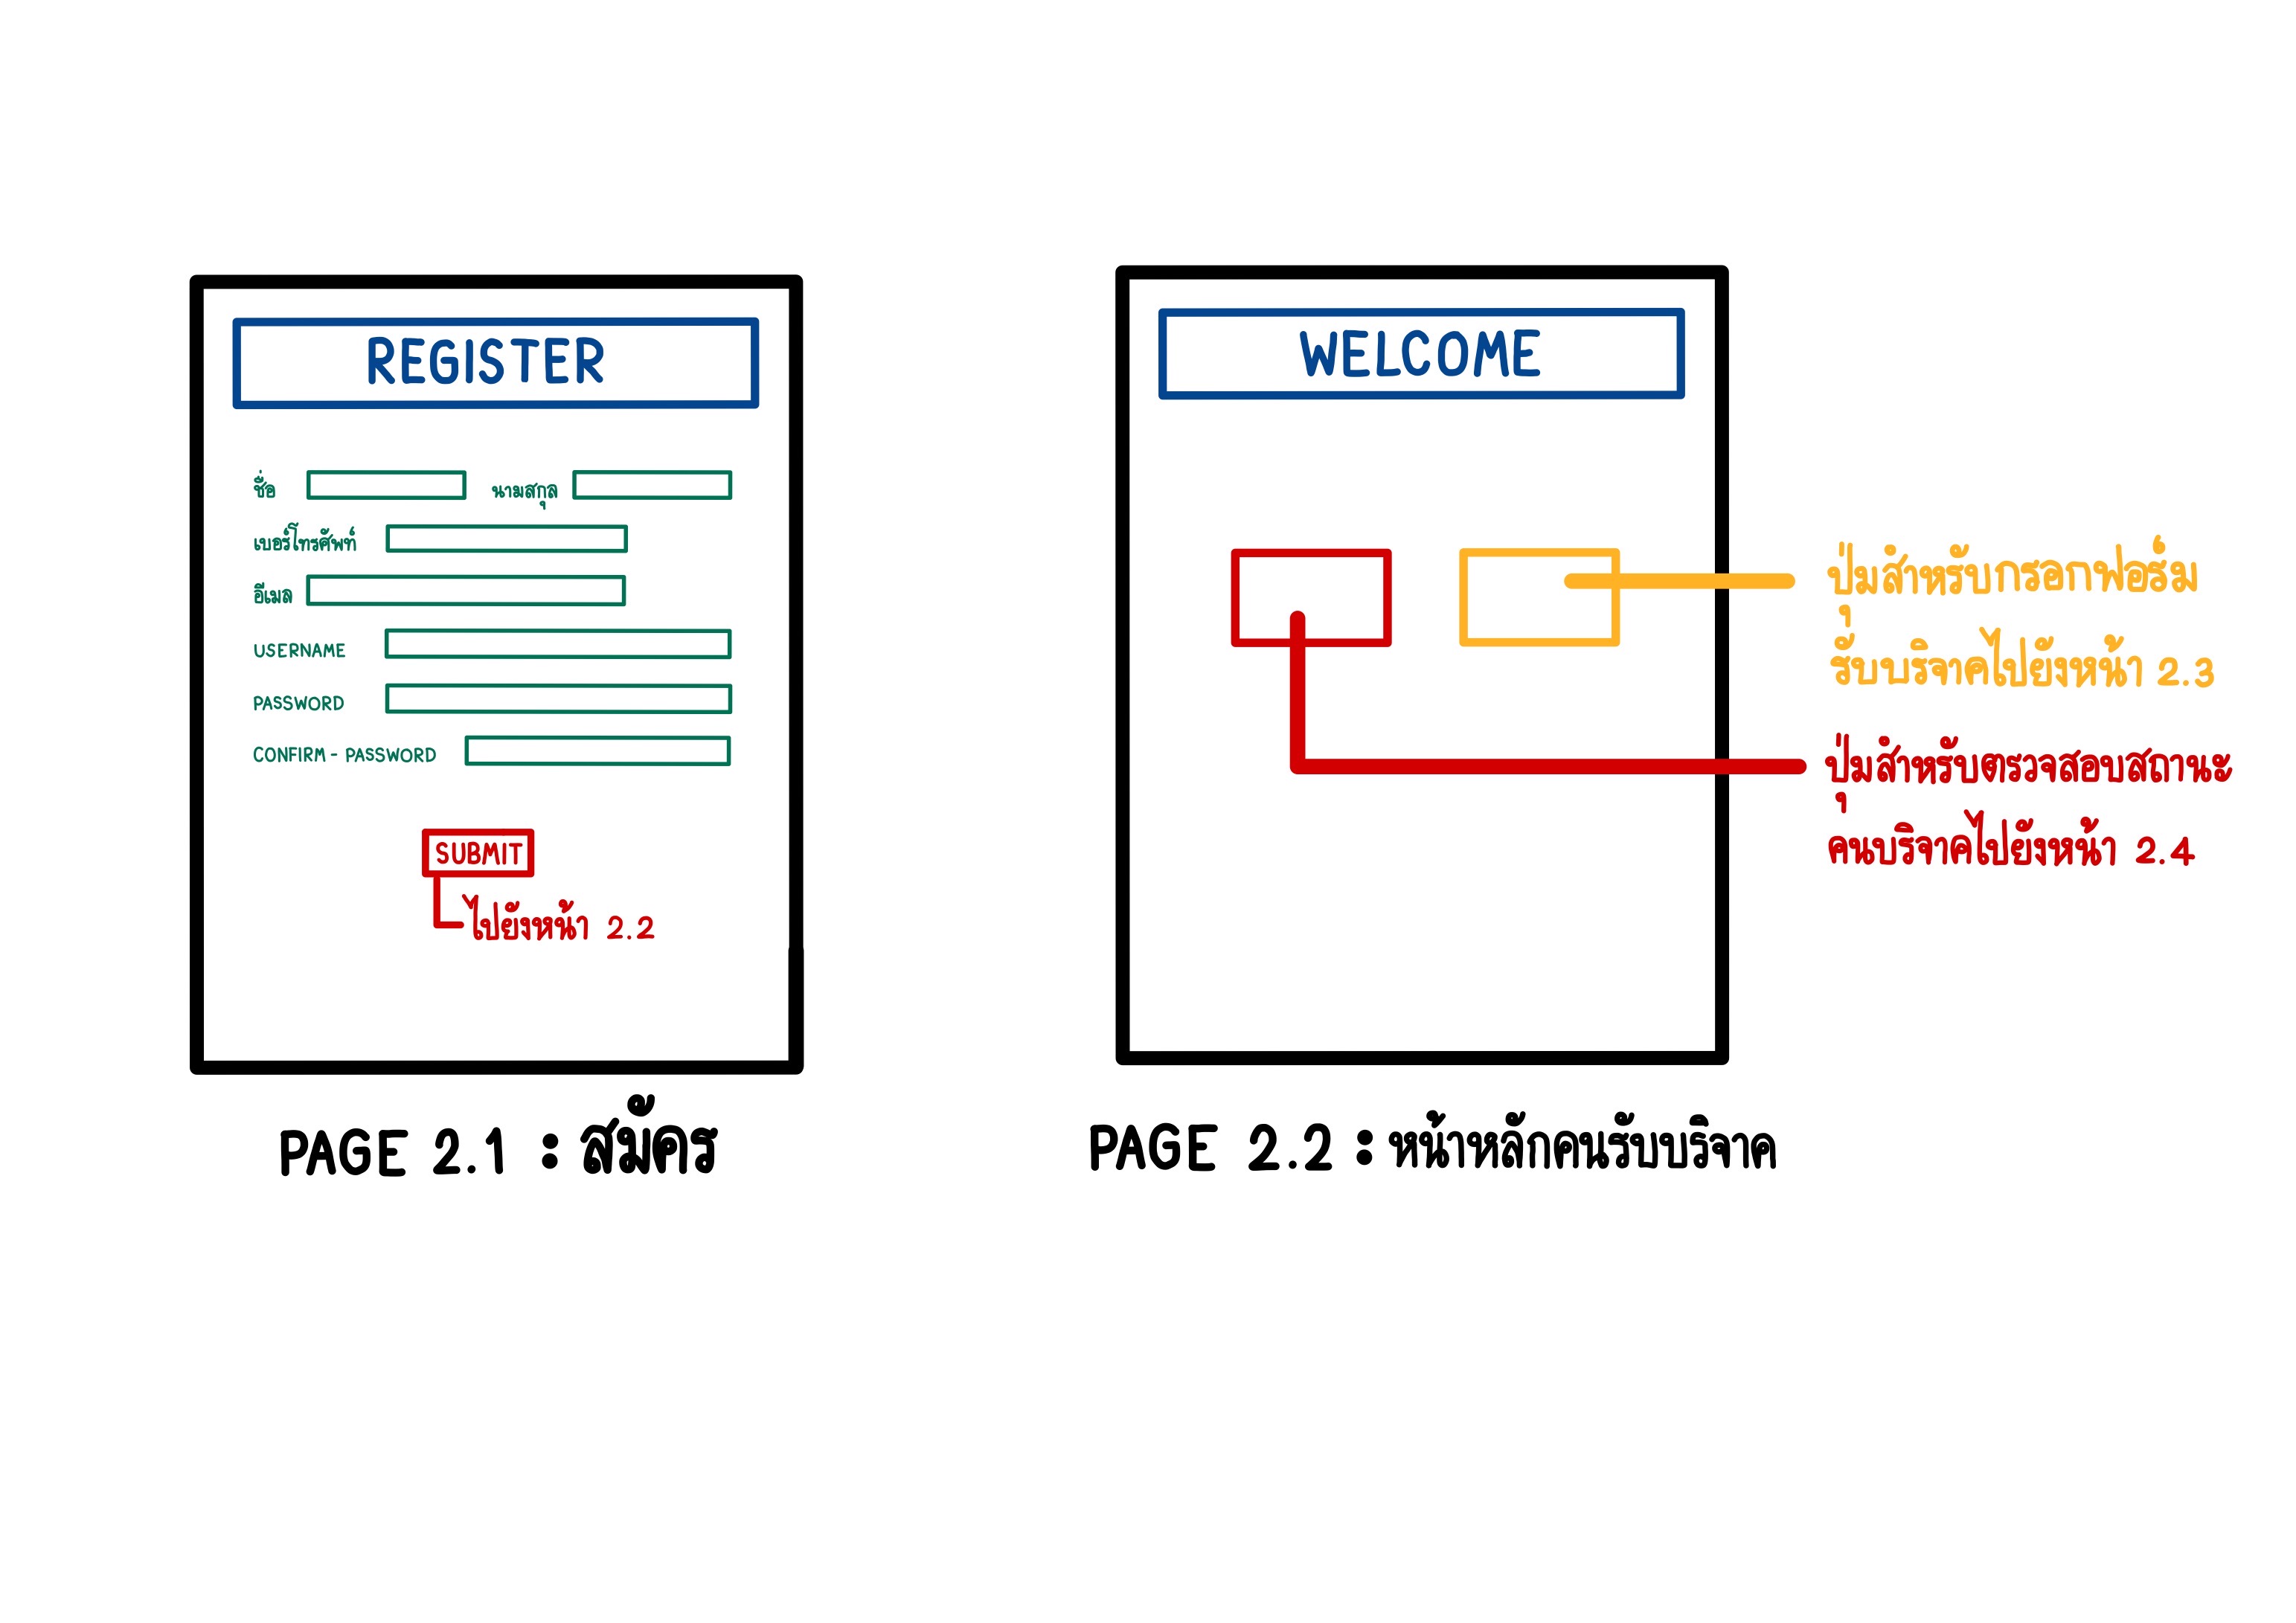 REGISTER
ชื่อ นามสกุล
เบอร์โทรศัพท์
อีเมล
USERNAME
PASSWORD
CONFIRM - PASSWORD
SUBMIT
ไปยังหน้า 2.2
PAGE 2.1 : สมัคร
WELCOME
ปุ่มสำหรับกรอกฟอร์ม
รับบริจาคไปยังหน้า 2.3
ปุ่มสำหรับตรวจสอบสถานะ
คนบริจาคไปยังหน้า 2.4
PAGE 2.2 : หน้าหลักคนรับบริจาค